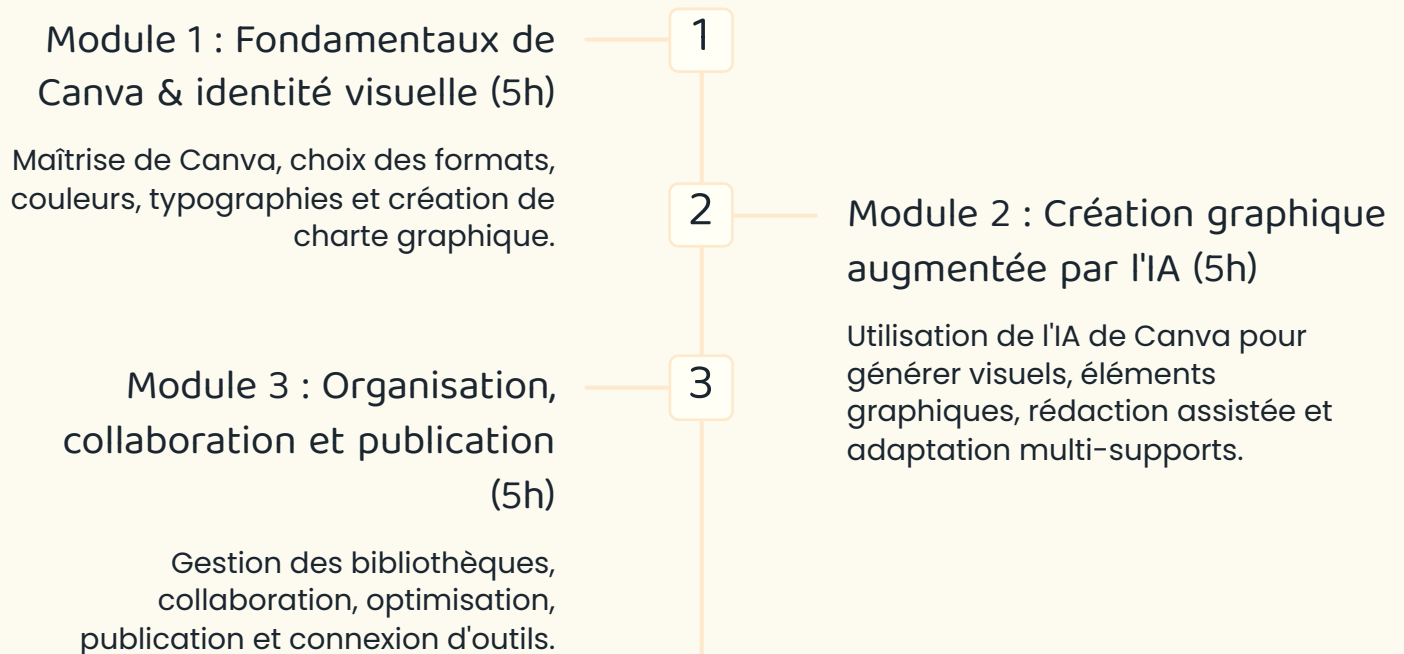 1
Module 1 : Fondamentaux de
Canva & identité visuelle (5h)
Maîtrise de Canva, choix des formats,
couleurs, typographies et création de
charte graphique.
2
Module 2 : Création graphique
augmentée par l'IA (5h)
Utilisation de l'IA de Canva pour
générer visuels, éléments
graphiques, rédaction assistée et
adaptation multi-supports.
3
Module 3 : Organisation,
collaboration et publication
(5h)
Gestion des bibliothèques,
collaboration, optimisation,
publication et connexion d'outils.